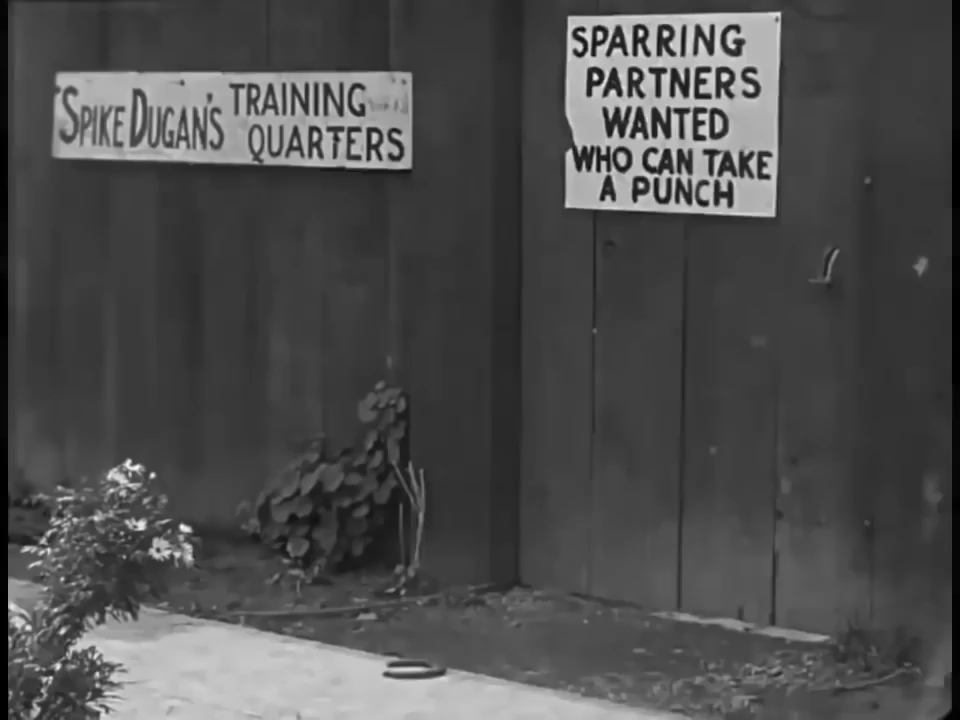 SPIKE DUGAN'S TRAINING
QUARTERS
SPARRING
PARTNERS
WANTED
WHO CAN TAKE
A PUNCH